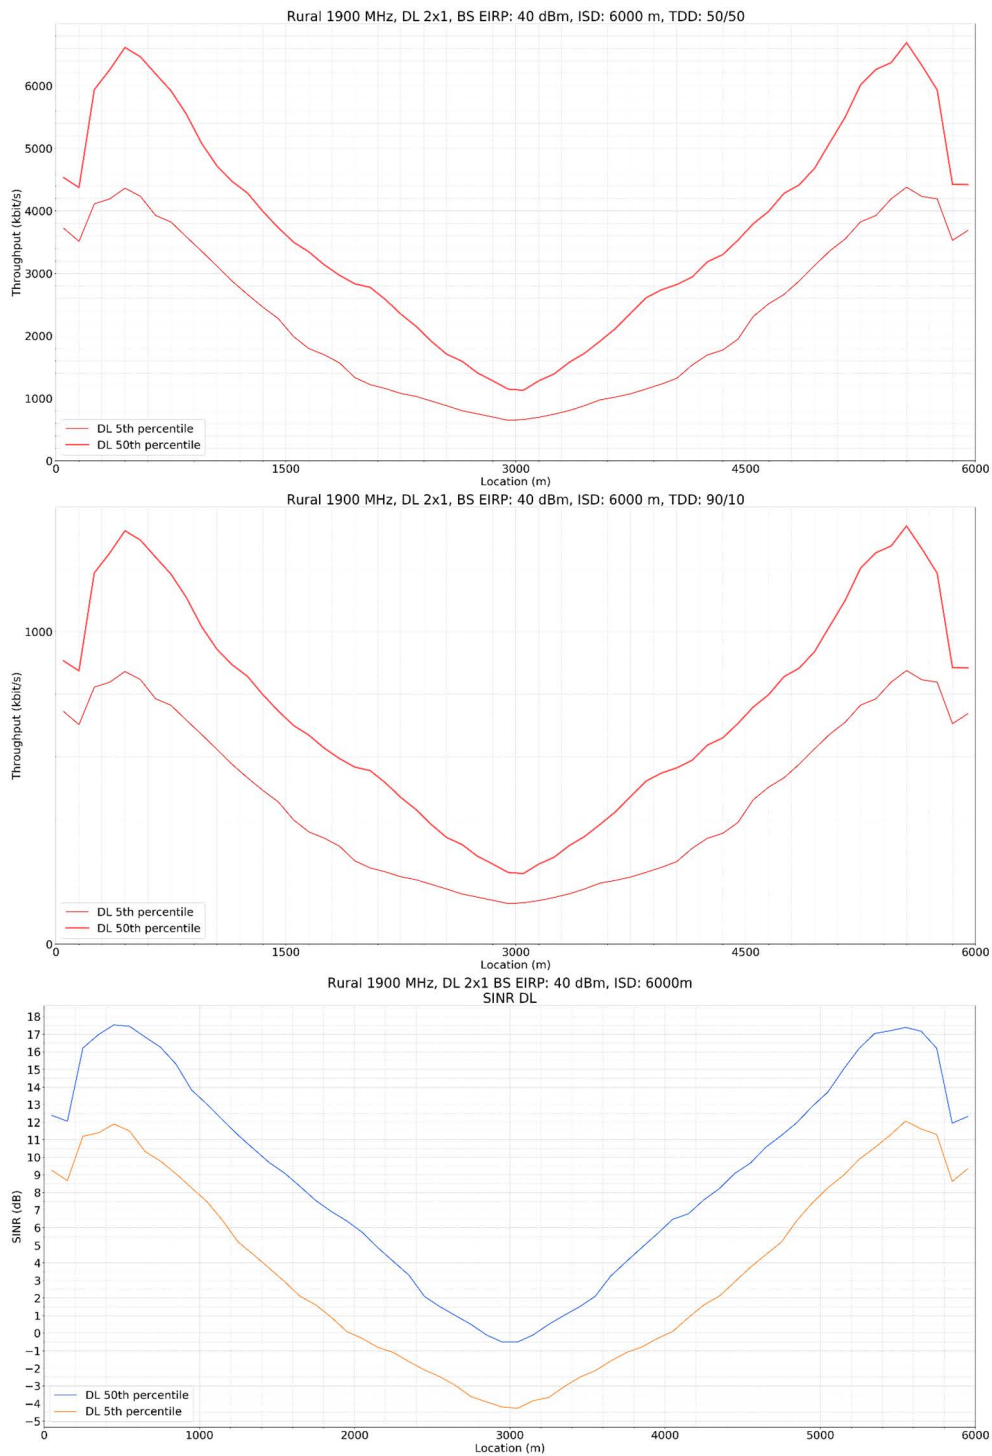 Rural 1900 MHz, DL 2x1, BS EIRP: 40 dBm, ISD: 6000 m, TDD: 50/50
6000
5000
4000
3000
2000
1000
0
Throughput (kbit/s)
DL 5th percentile
DL 50th percentile
0 1500 3000 4500 6000
Location (m)
Rural 1900 MHz, DL 2x1, BS EIRP: 40 dBm, ISD: 6000 m, TDD: 90/10
1000
0
Throughput (kbit/s)
DL 5th percentile
DL 50th percentile
0 1500 3000 4500 6000
Location (m)
Rural 1900 MHz, DL 2x1 BS EIRP: 40 dBm, ISD: 6000m
SINR DL
18
17
16
15
14
13
12
11
10
9
8
7
6
5
4
3
2
1
0
−1
−2
−3
−4
−5
SINR (dB)
DL 50th percentile
DL 5th percentile
0 1000 2000 3000 4000 5000 6000
Location (m)